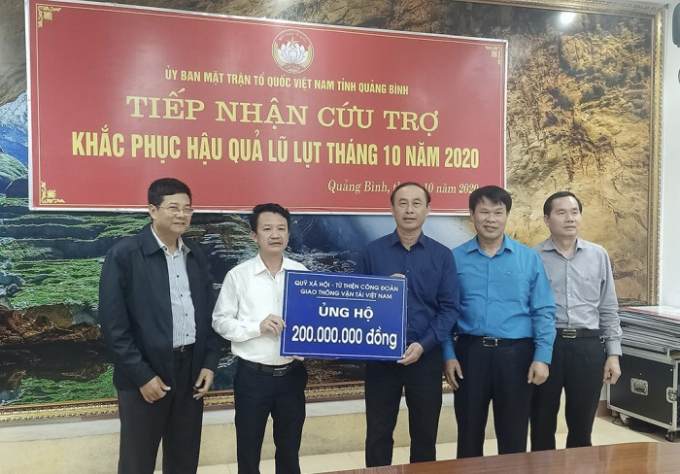 ỦY BAN MẶT TRẬN TỔ QUỐC VIỆT NAM TỈNH QUẢNG BÌNH
TIẾP NHẬN CỨU TRỢ
KHẮC PHỤC HẬU QUẢ LŨ LỤT THÁNG 10 NĂM 2020
Quảng Bình, 10 năm 2020
QUỸ XÃ HỘI - TỪ THIỆN CÔNG ĐOÀN
GIAO THÔNG VẬN TẢI VIỆT NAM
ỦNG HỘ
200.000.000 đồng